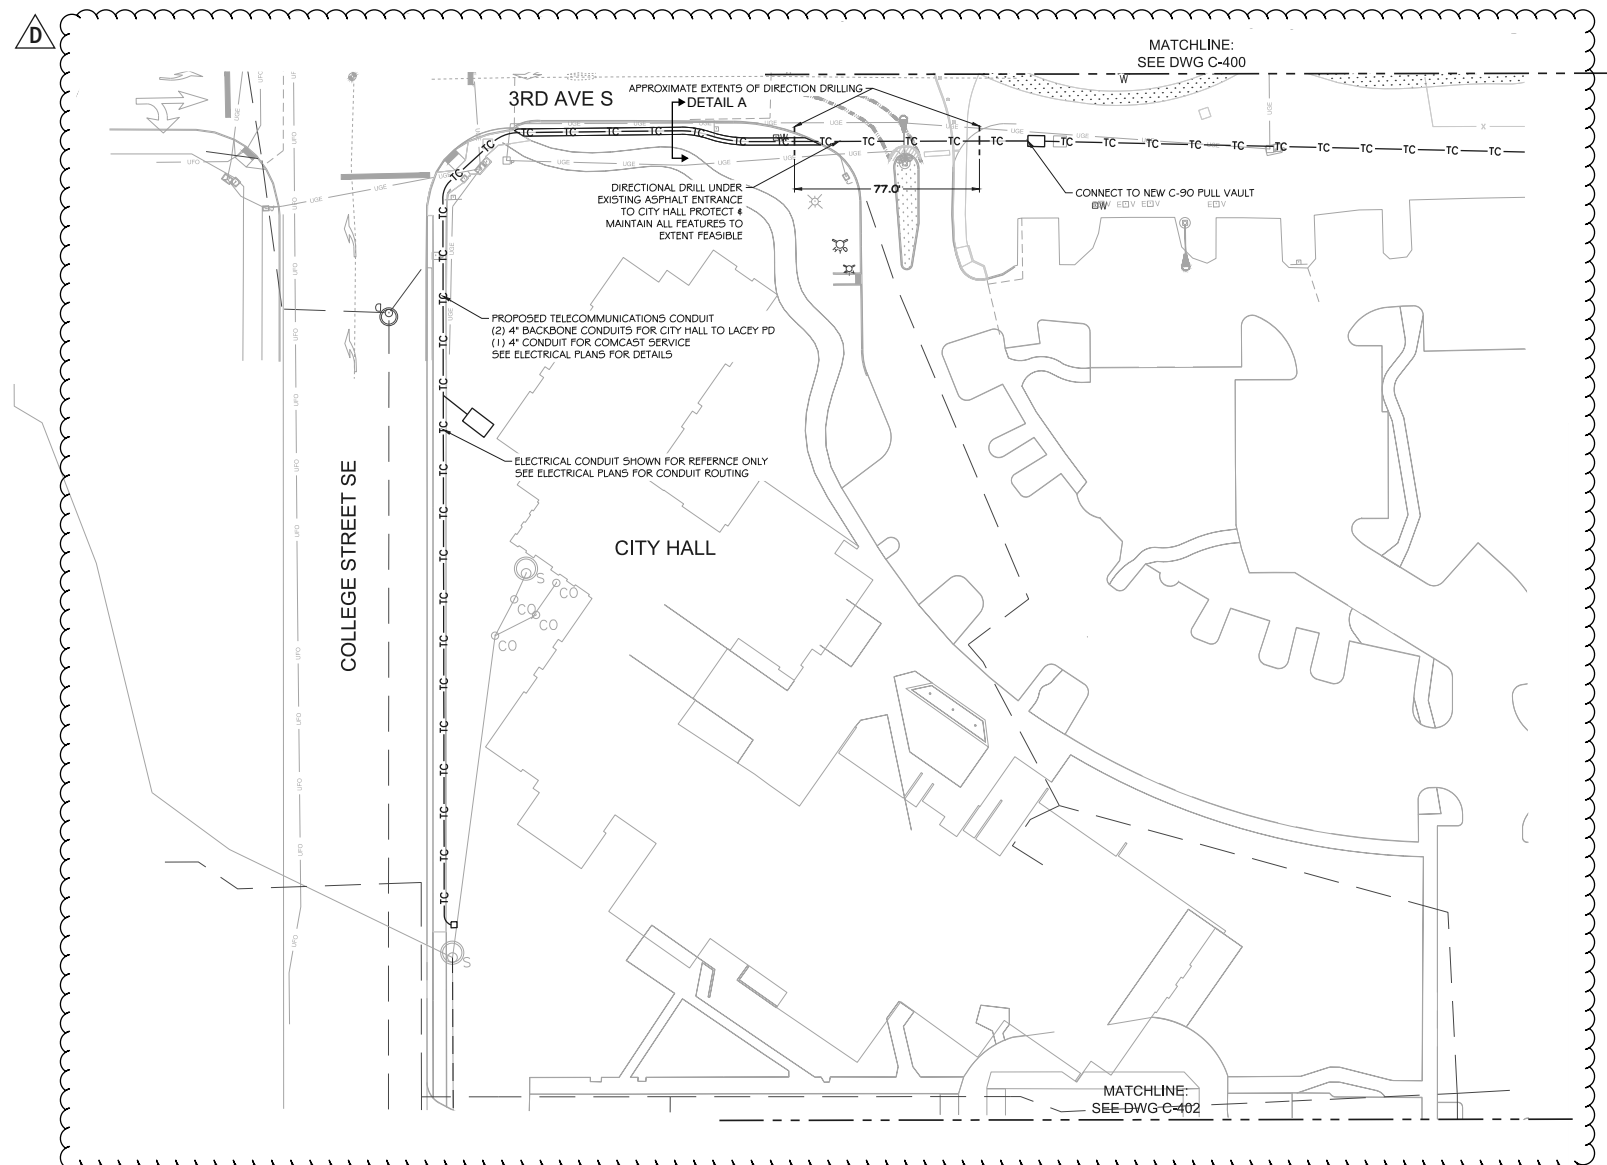 D
MATCHLINE:
SEE DWG C-400
3RD AVE S
APPROXIMATE EXTENTS OF DIRECTION DRILLING
DETAIL A
77.0'
CONNECT TO NEW C-90 PULL VAULT
DIRECTIONAL DRILL UNDER
EXISTING ASPHALT ENTRANCE
TO CITY HALL PROTECT &
MAINTAIN ALL FEATURES TO
EXTENT FEASIBLE
PROPOSED TELECOMMUNICATIONS CONDUIT
(2) 4" BACKBONE CONDUITS FOR CITY HALL TO LACEY PD
(1) 4" CONDUIT FOR COMCAST SERVICE
SEE ELECTRICAL PLANS FOR DETAILS
ELECTRICAL CONDUIT SHOWN FOR REFERNCE ONLY
SEE ELECTRICAL PLANS FOR CONDUIT ROUTING
COLLEGE STREET SE
CITY HALL
S
CO
CO
CO
CO
S
MATCHLINE:
SEE DWG C-402